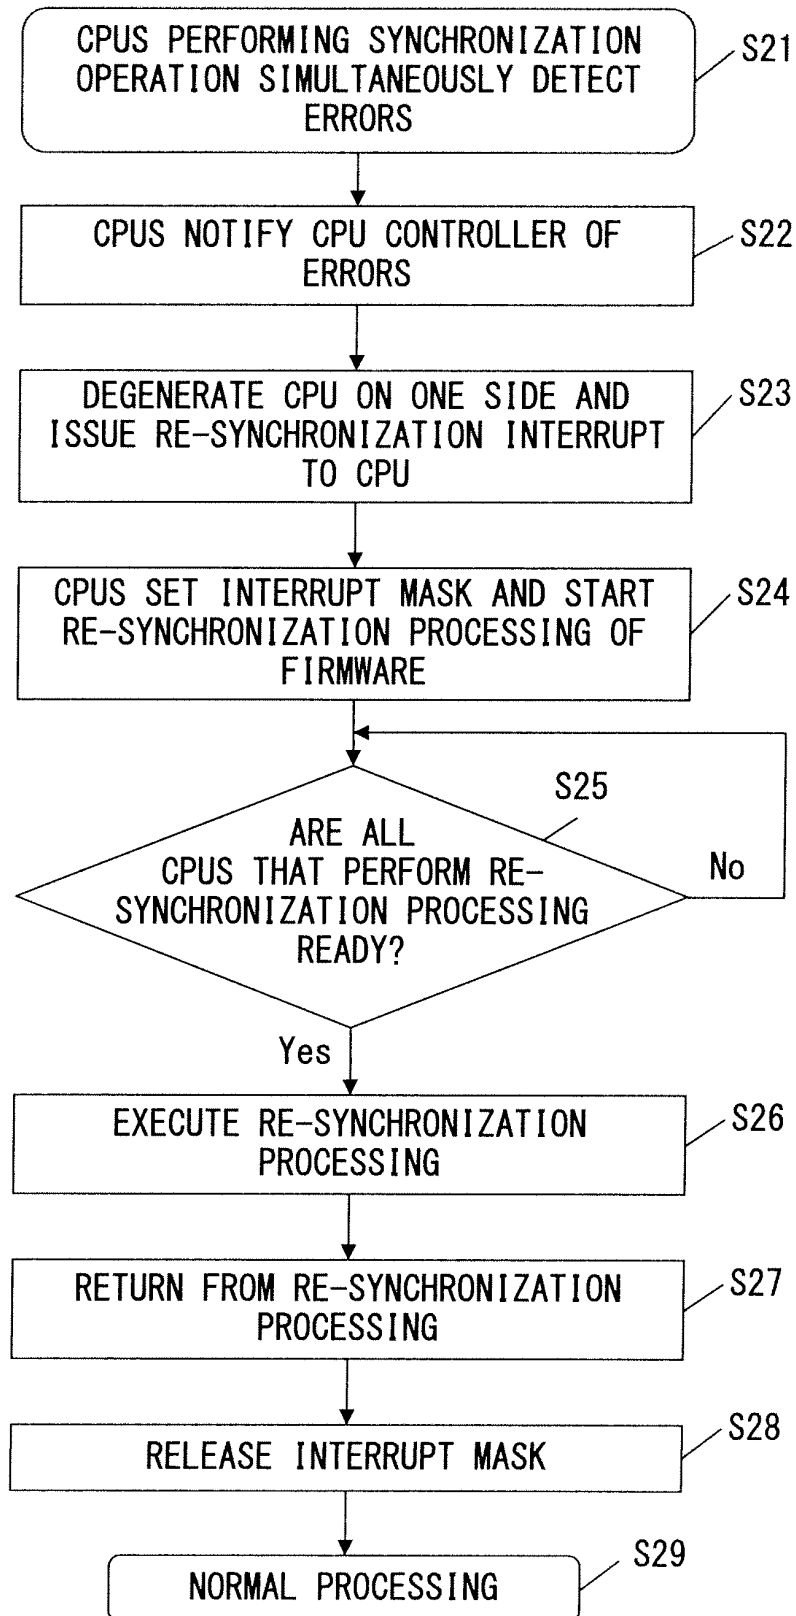 CPUS PERFORMING SYNCHRONIZATION
OPERATION SIMULTANEOUSLY DETECT
ERRORS
S21
CPUS NOTIFY CPU CONTROLLER OF
ERRORS
S22
DEGENERATE CPU ON ONE SIDE AND
ISSUE RE-SYNCHRONIZATION INTERRUPT
TO CPU
S23
CPUS SET INTERRUPT MASK AND START
RE-SYNCHRONIZATION PROCESSING OF
FIRMWARE
S24
S25
ARE ALL
CPUS THAT PERFORM RE-
SYNCHRONIZATION PROCESSING
READY?
No
Yes
EXECUTE RE-SYNCHRONIZATION
PROCESSING
S26
RETURN FROM RE-SYNCHRONIZATION
PROCESSING
S27
RELEASE INTERRUPT MASK
S28
NORMAL PROCESSING
S29